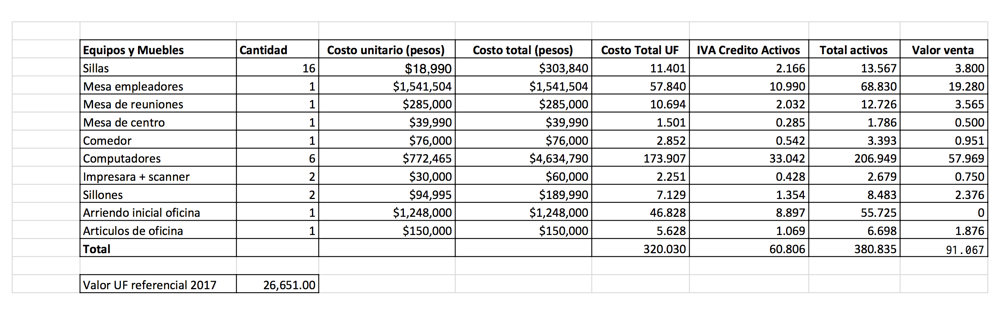 Equipos y Muebles Cantidad Costo unitario (pesos) Costo total (pesos) Costo Total UF IVA Credito Activos Total activos Valor venta
Sillas 16 $18,990 $303,840 11.401 2.166 13.567 3.800
Mesa empleadores 1 $1,541,504 $1,541,504 57.840 10.990 68.830 19.280
Mesa de reuniones 1 $285,000 $285,000 10.694 2.032 12.726 3.565
Mesa de centro 1 $39,990 $39,990 1.501 0.285 1.786 0.500
Comedor 1 $76,000 $76,000 2.852 0.542 3.393 0.951
Computadores 6 $772,465 $4,634,790 173.907 33.042 206.949 57.969
Impresara + scanner 2 $30,000 $60,000 2.251 0.428 2.679 0.750
Sillones 2 $94,995 $189,990 7.129 1.354 8.483 2.376
Arriendo inicial oficina 1 $1,248,000 $1,248,000 46.828 8.897 55.725 0
Articulos de oficina 1 $150,000 $150,000 5.628 1.069 6.698 1.876
Total 320.030 60.806 380.835 91.067
Valor UF referencial 2017 26,651.00